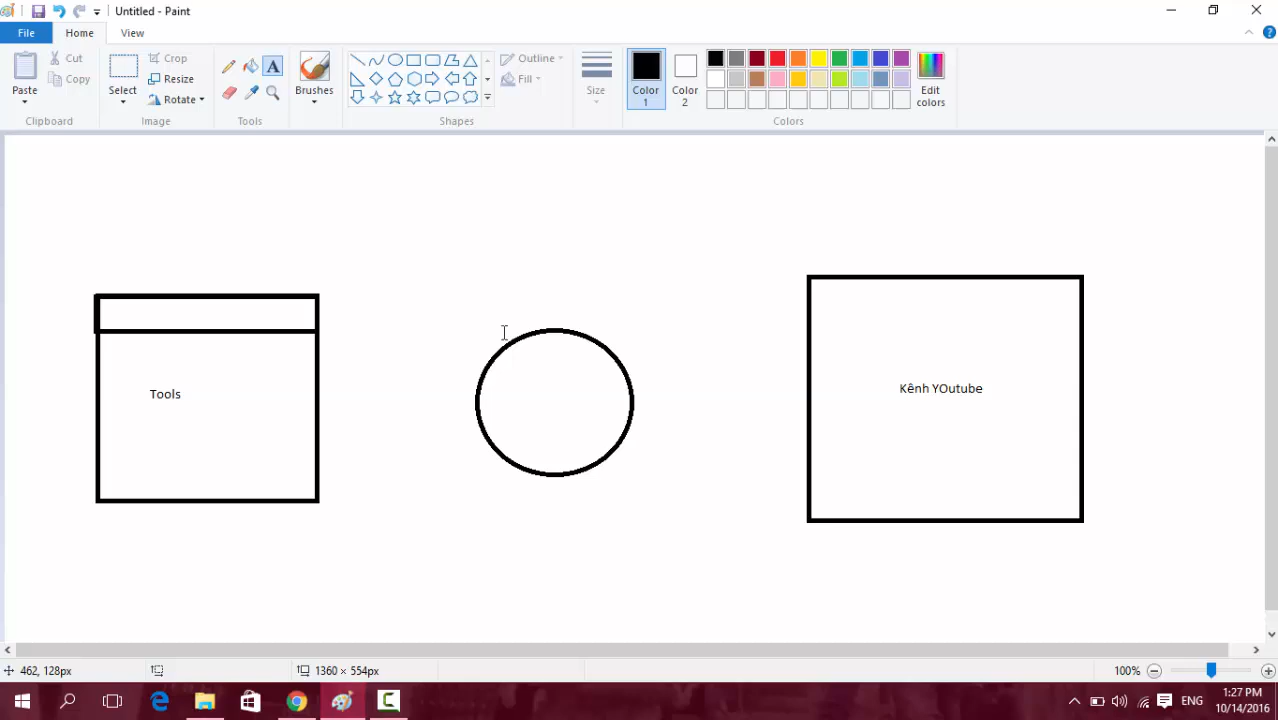 Untitled - Paint
File
Home
View
Paste
Cut
Copy
Clipboard
Select
Crop
Resize
Rotate
Image
A
Tools
Brushes
Outline
Fill
Shapes
Size
Color 1
Color 2
Edit colors
Colors
Tools
Kênh YOutube
462, 128px
1360 × 554px
100%
ENG
1:27 PM
10/14/2016